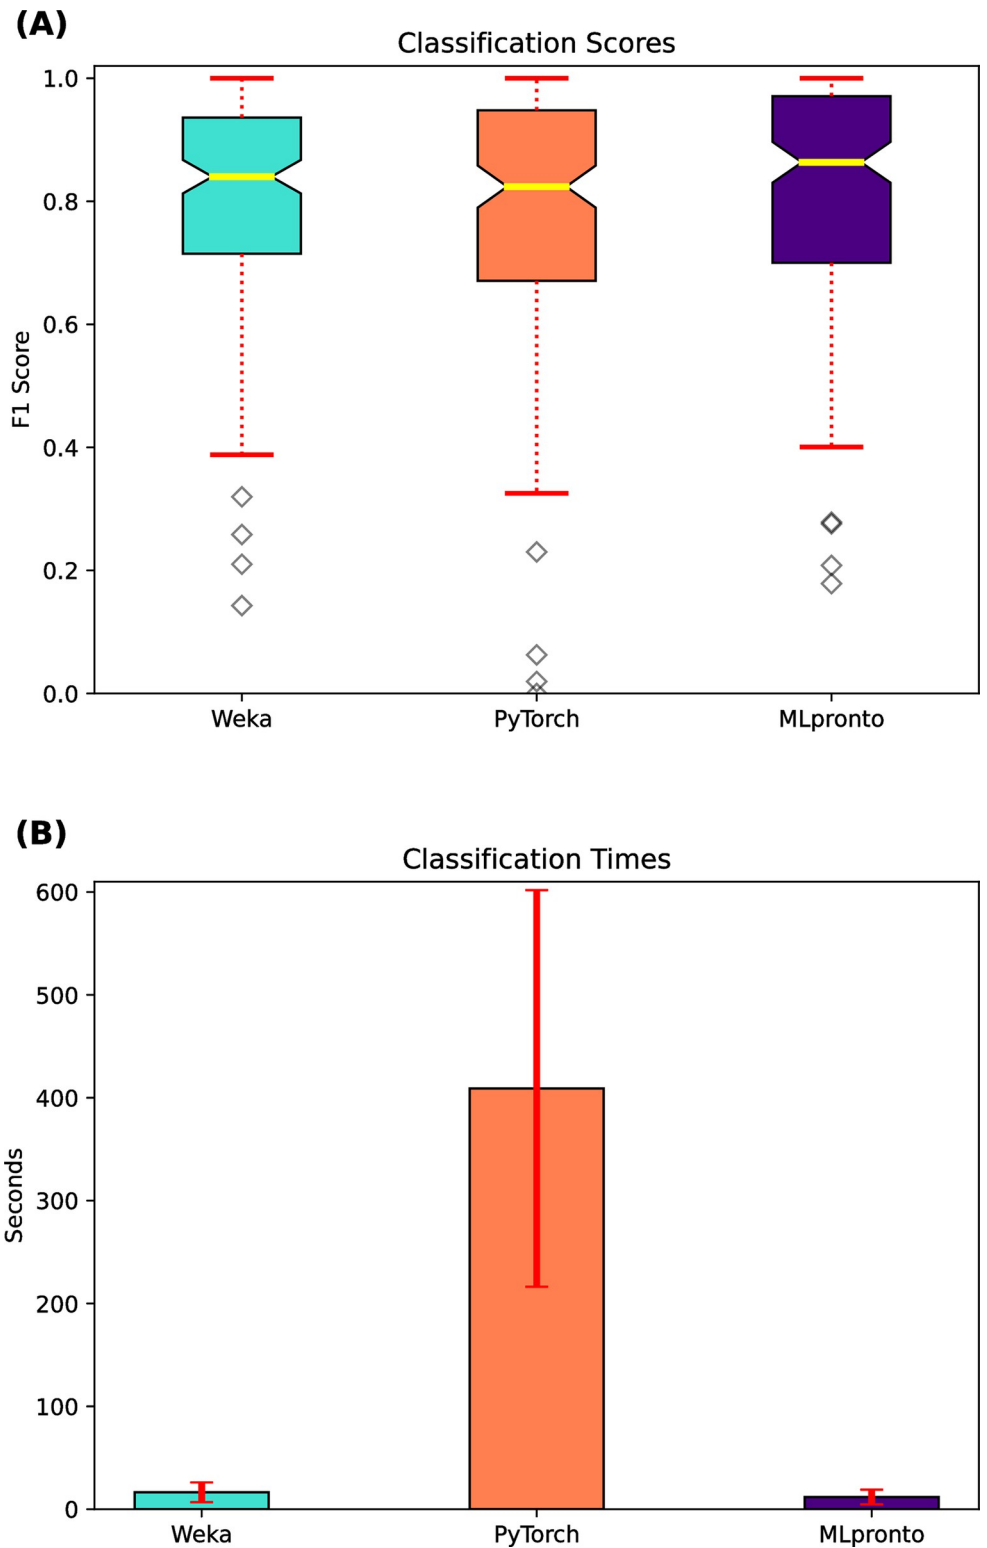 (A)
Classification Scores
1.0
0.8
0.6
0.4
0.2
0.0
F1 Score
Weka PyTorch MLpronto
(B)
Classification Times
600
500
400
300
200
100
0
Seconds
Weka PyTorch MLpronto